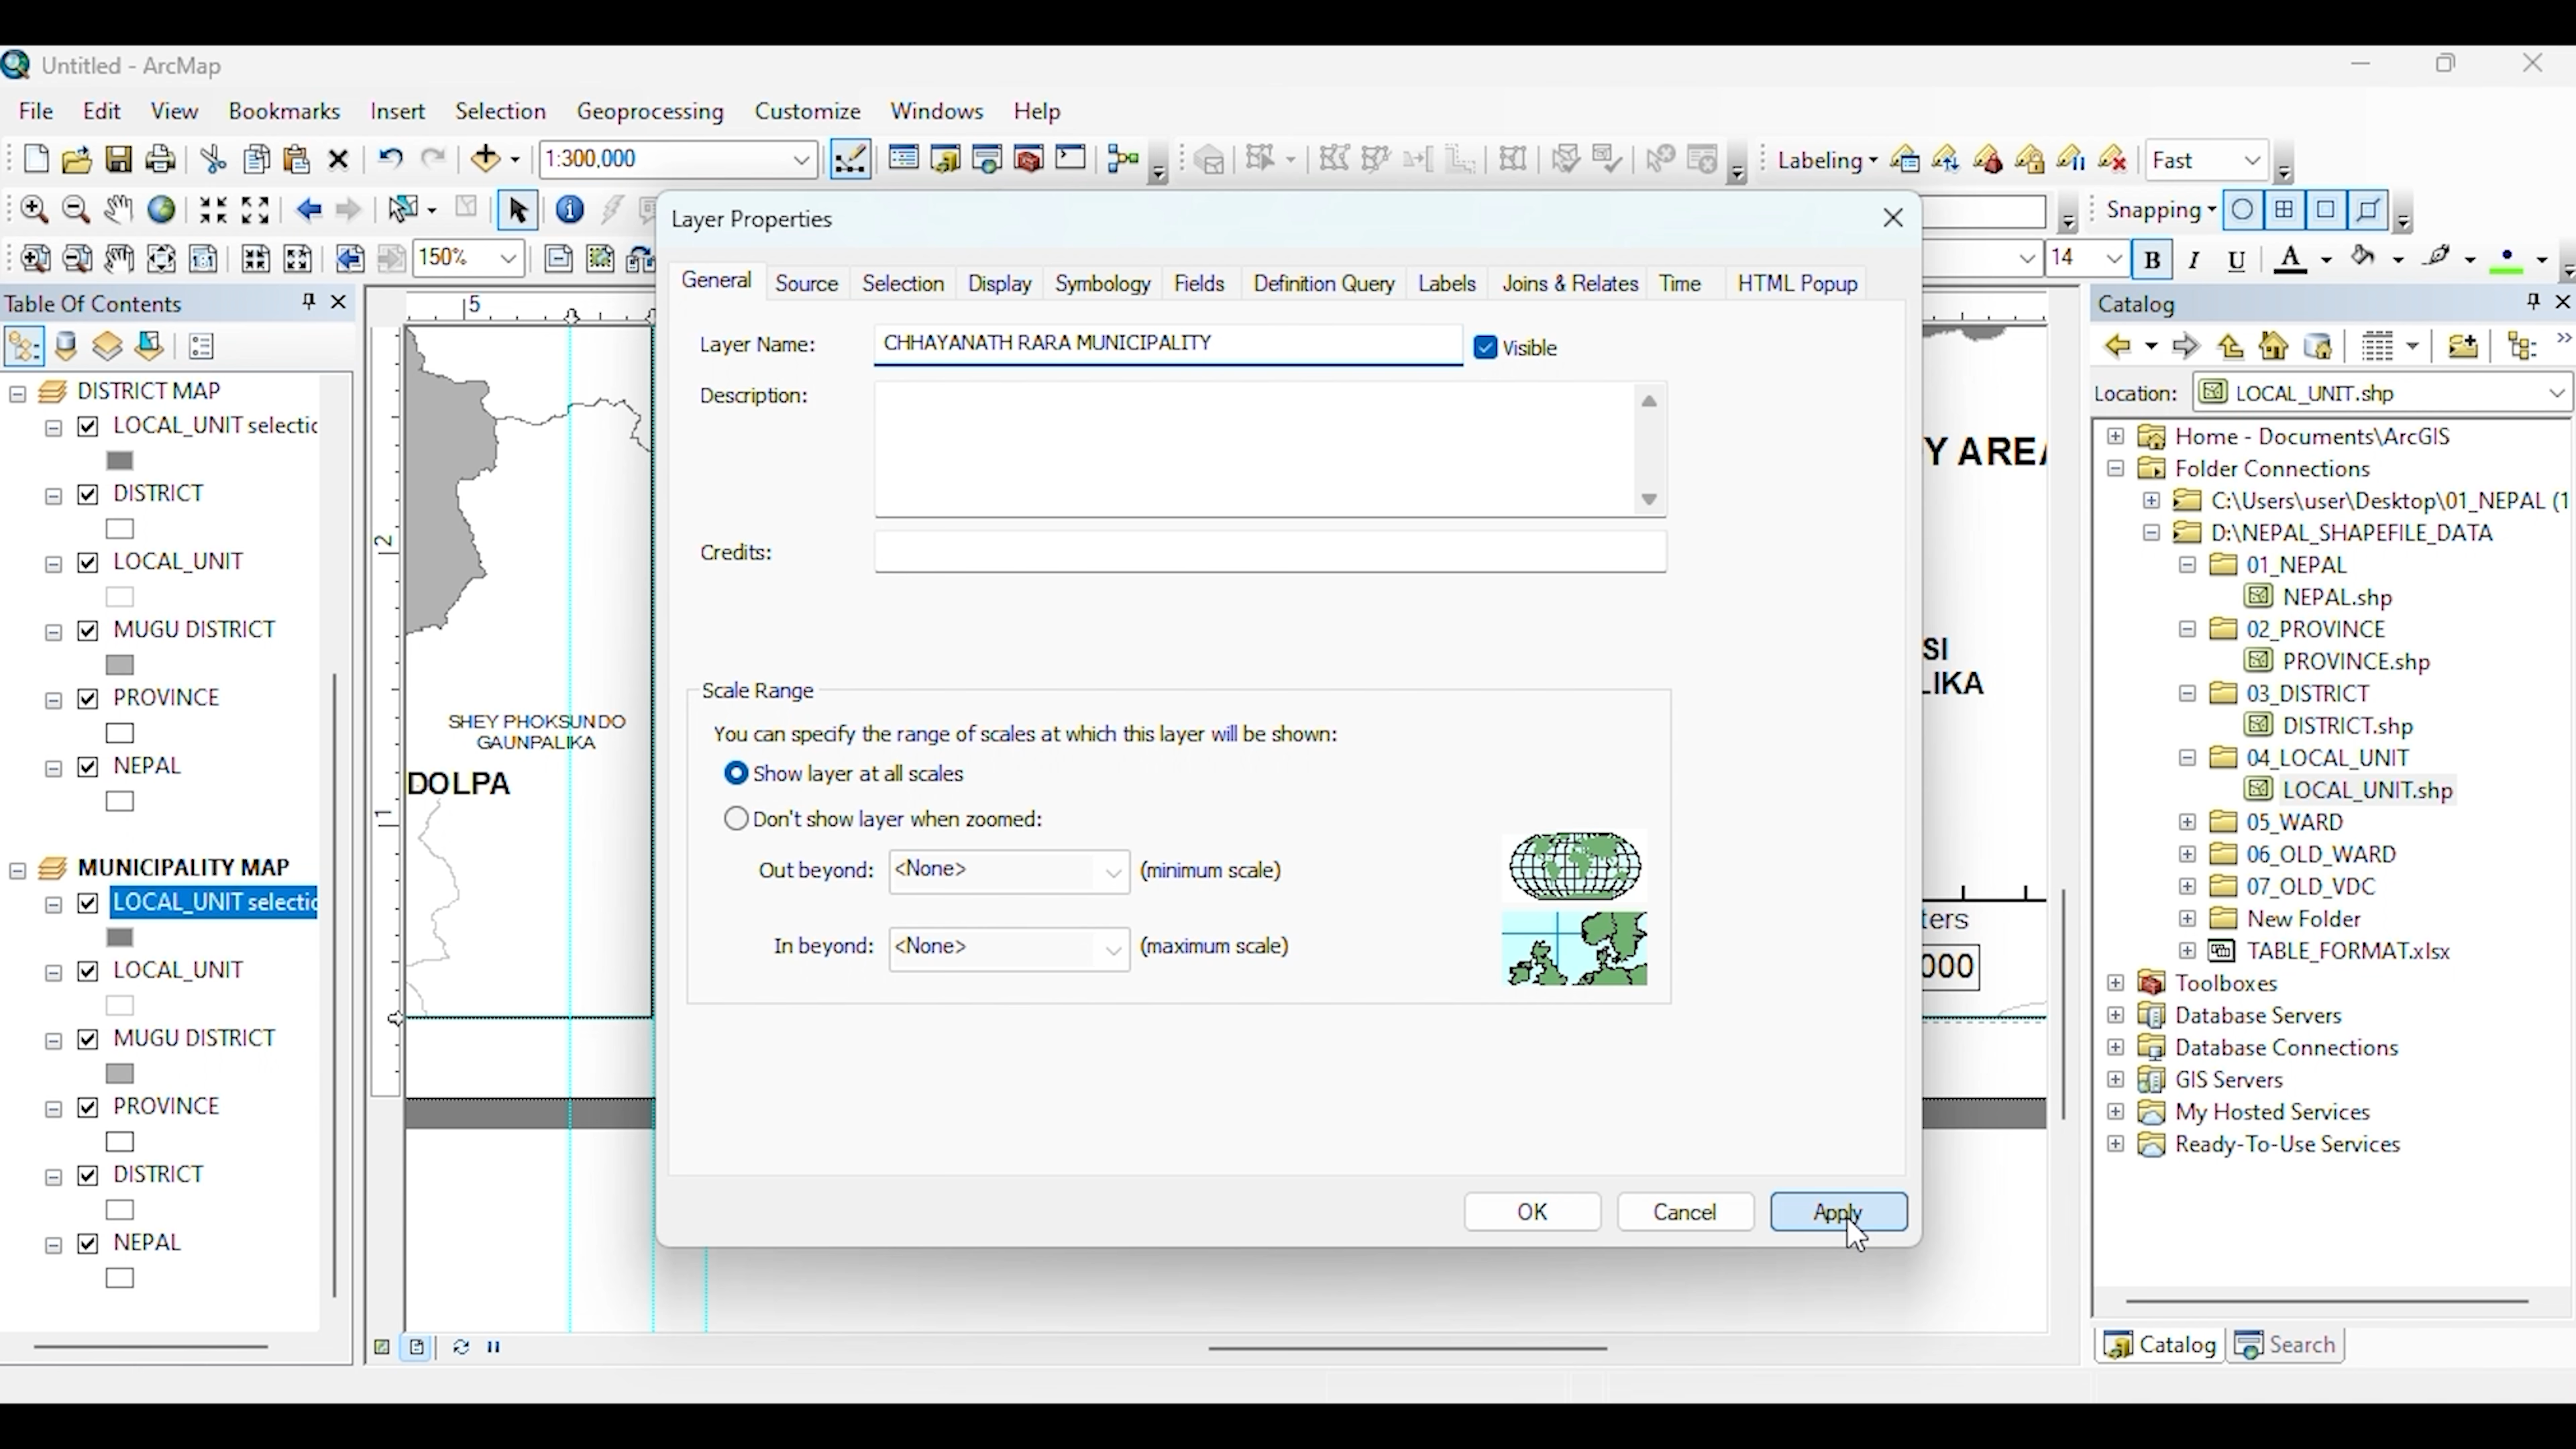 Untitled - ArcMap
File Edit View Bookmarks Insert Selection Geoprocessing Customize Windows Help
1:300,000
Labeling
Fast
Snapping
150%
14
B I U A
Table Of Contents
DISTRICT MAP
LOCAL_UNIT selectic
DISTRICT
LOCAL_UNIT
MUGU DISTRICT
PROVINCE
NEPAL
MUNICIPALITY MAP
LOCAL_UNIT selectic
LOCAL_UNIT
MUGU DISTRICT
PROVINCE
DISTRICT
NEPAL
5
2
1
SHEY PHOKSUNDO
GAUNPALIKA
DOLPA
Layer Properties
General Source Selection Display Symbology Fields Definition Query Labels Joins & Relates Time HTML Popup
Layer Name: CHHAYANATH RARA MUNICIPALITY Visible
Description:
Credits:
Scale Range
You can specify the range of scales at which this layer will be shown:
Show layer at all scales
Don't show layer when zoomed:
Out beyond: <None> (minimum scale)
In beyond: <None> (maximum scale)
OK Cancel Apply
Y AREA
SI
LIKA
ters
000
Catalog
Location: LOCAL_UNIT.shp
Home - Documents\ArcGIS
Folder Connections
C:\Users\user\Desktop\01_NEPAL (1
D:\NEPAL_SHAPEFILE_DATA
01_NEPAL
NEPAL.shp
02_PROVINCE
PROVINCE.shp
03_DISTRICT
DISTRICT.shp
04_LOCAL_UNIT
LOCAL_UNIT.shp
05_WARD
06_OLD_WARD
07_OLD_VDC
New Folder
TABLE_FORMAT.xlsx
Toolboxes
Database Servers
Database Connections
GIS Servers
My Hosted Services
Ready-To-Use Services
Catalog Search